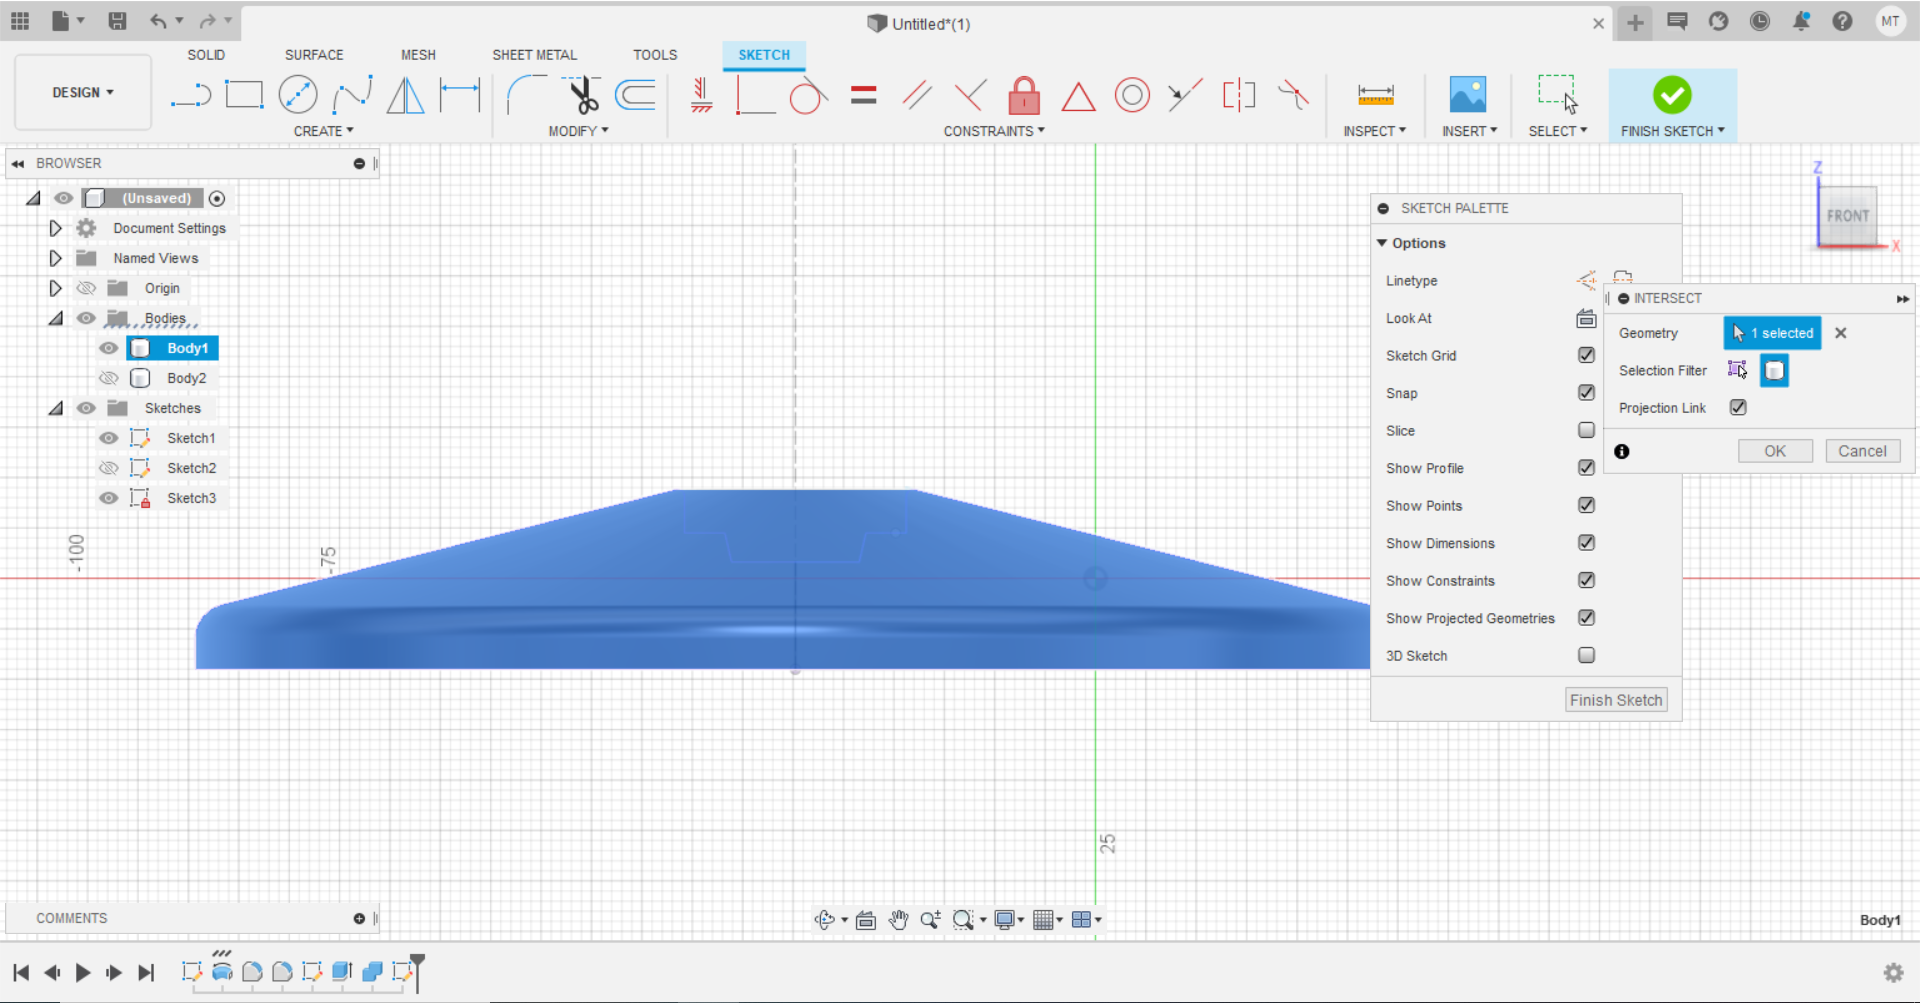 Untitled*(1)
MT
SOLID
SURFACE
MESH
SHEET METAL
TOOLS
SKETCH
DESIGN
CREATE
MODIFY
CONSTRAINTS
INSPECT
INSERT
SELECT
FINISH SKETCH
BROWSER
(Unsaved)
Document Settings
Named Views
Origin
Bodies
Body1
Body2
Sketches
Sketch1
Sketch2
Sketch3
-100
-75
25
SKETCH PALETTE
Options
Linetype
Look At
Sketch Grid
Snap
Slice
Show Profile
Show Points
Show Dimensions
Show Constraints
Show Projected Geometries
3D Sketch
Finish Sketch
Z
FRONT
X
INTERSECT
Geometry
1 selected
Selection Filter
Projection Link
OK
Cancel
COMMENTS
Body1